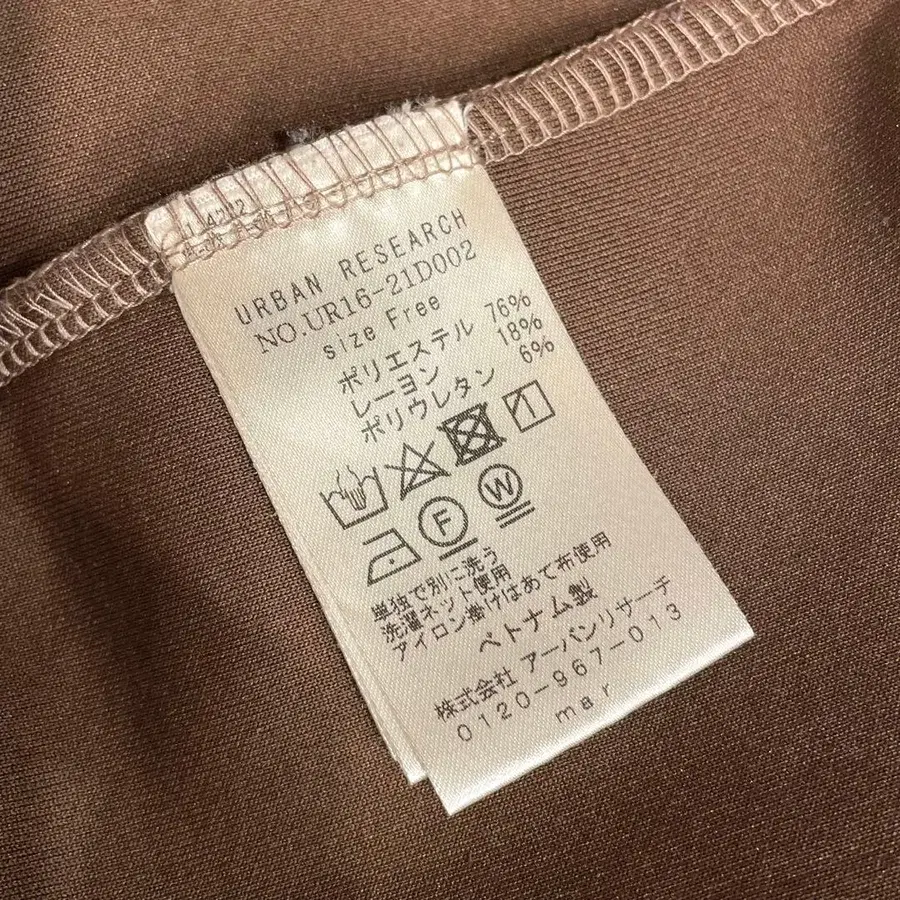 URBAN RESEARCH
NO.UR16-21D002
size Free
ポリエステル 76%
レーヨン 18%
ポリウレタン 6%
F W
単独で別に洗う
洗濯ネット使用
アイロン掛けはあて布使用
ベトナム製
株式会社 アーバンリサーチ
0120-967-013
mar